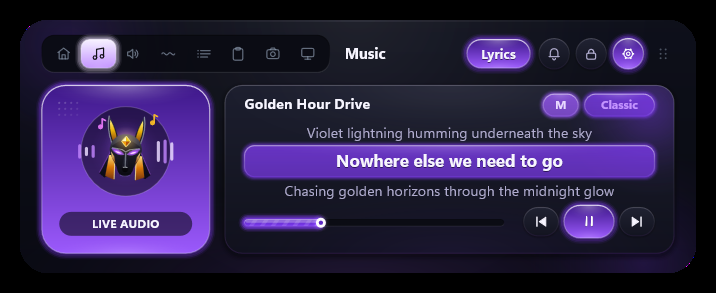 Music
Lyrics
Golden Hour Drive
M
Classic
Violet lightning humming underneath the sky
Nowhere else we need to go
Chasing golden horizons through the midnight glow
LIVE AUDIO